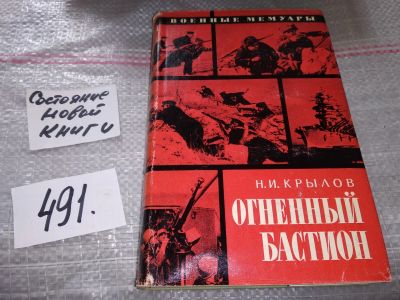 ВОЕННЫЕ МЕМУАРЫ
Состояние
новой
книги
491.
Н.И.КРЫЛОВ
ОГНЕННЫЙ
БАСТИОН